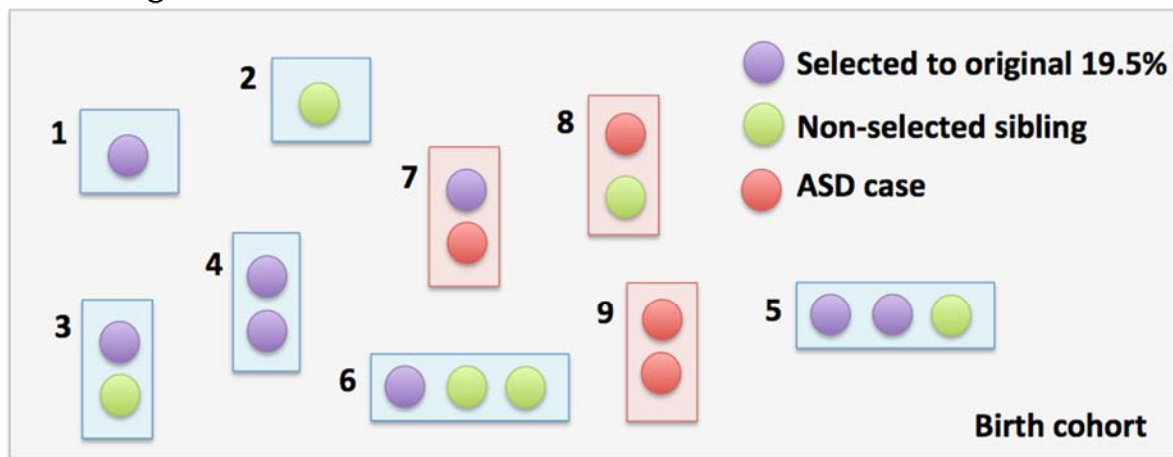 Selected to original 19.5%
Non-selected sibling
ASD case
1
2
3
4
5
6
7
8
9
Birth cohort